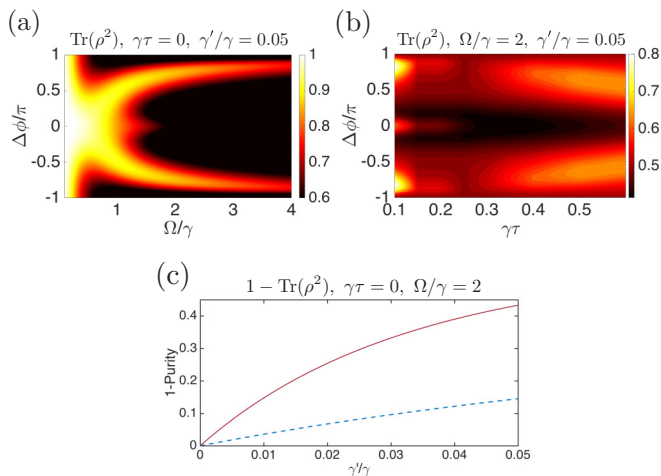 (a)
Tr(ρ²), γτ = 0, γ′/γ = 0.05
1
0.5
0
-0.5
-1
Δϕ/π
1 2 3 4
Ω/γ
1
0.9
0.8
0.7
0.6
(b)
Tr(ρ²), Ω/γ = 2, γ′/γ = 0.05
1
0.5
0
-0.5
-1
Δϕ/π
0.1 0.2 0.3 0.4 0.5
γτ
0.8
0.7
0.6
0.5
(c)
1 − Tr(ρ²), γτ = 0, Ω/γ = 2
0.4
0.3
0.2
0.1
0
1-Purity
0 0.01 0.02 0.03 0.04 0.05
γ'/γ